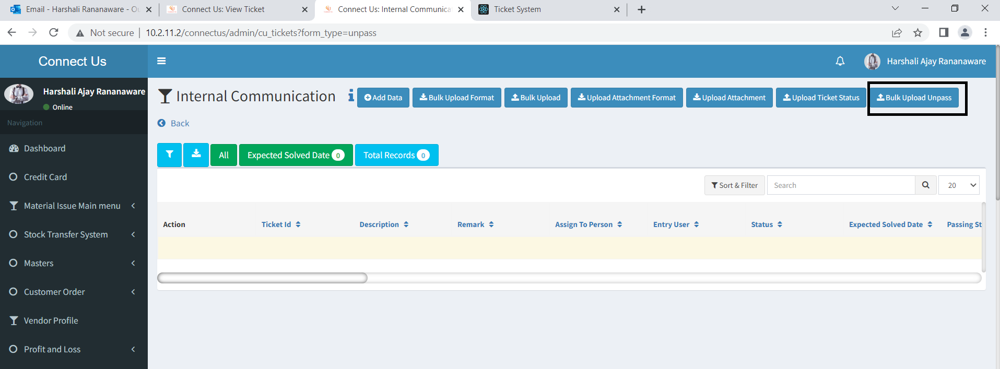 Email - Harshali Rananaware - Ou
Connect Us: View Ticket
Connect Us: Internal Communica
Ticket System
Not secure
10.2.11.2/connectus/admin/cu_tickets?form_type=unpass
Connect Us
Harshali Ajay Rananaware
Harshali Ajay Rananaware
Online
Navigation
Dashboard
Credit Card
Material Issue Main menu
Stock Transfer System
Masters
Customer Order
Vendor Profile
Profit and Loss
Internal Communication
Add Data
Bulk Upload Format
Bulk Upload
Upload Attachment Format
Upload Attachment
Upload Ticket Status
Bulk Upload Unpass
Back
All
Expected Solved Date 0
Total Records 0
Sort & Filter
Search
20
Action
Ticket Id
Description
Remark
Assign To Person
Entry User
Status
Expected Solved Date
Passing St